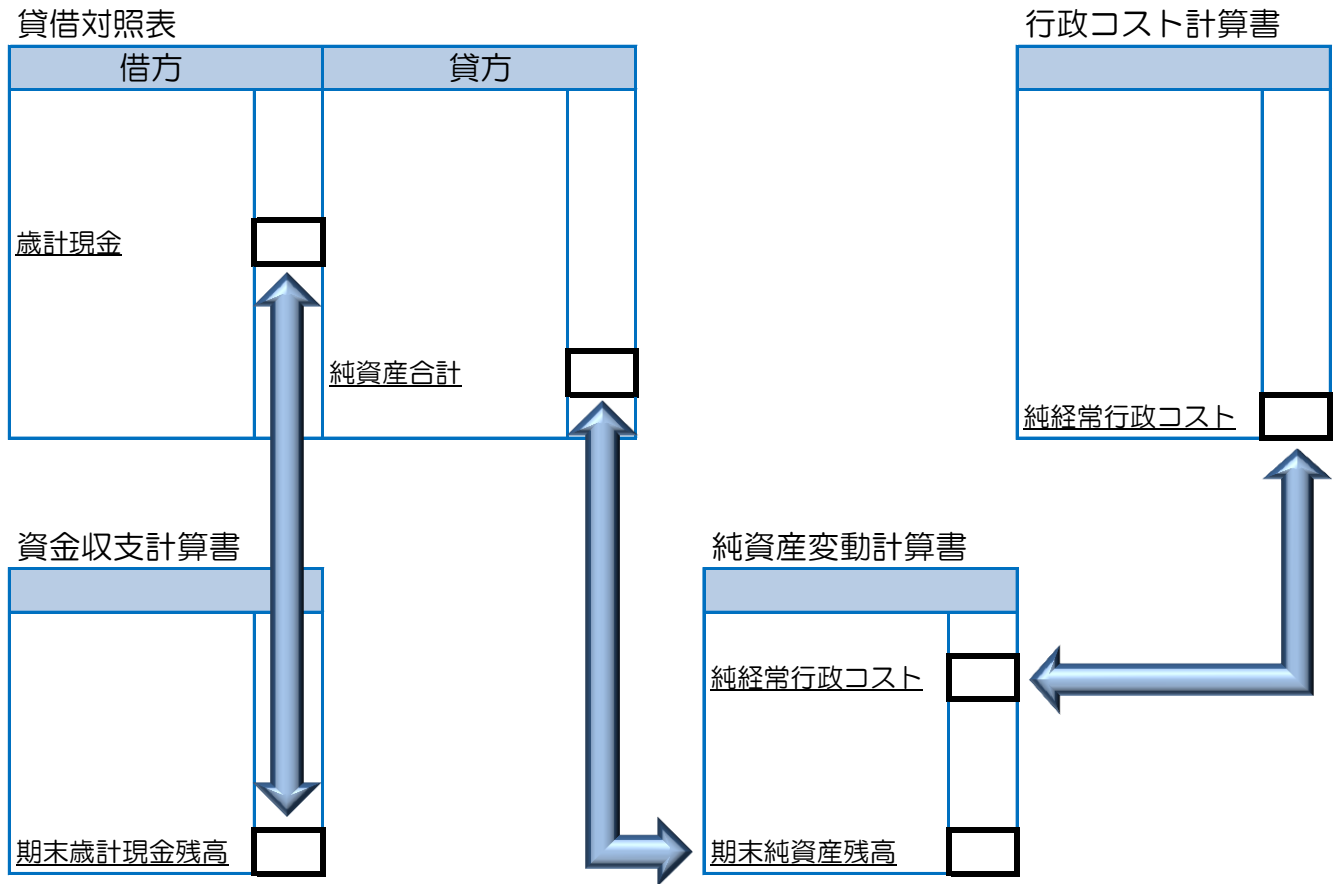 貸借対照表
借方
貸方
歳計現金
純資産合計
行政コスト計算書
純経常行政コスト
資金収支計算書
期末歳計現金残高
純資産変動計算書
純経常行政コスト
期末純資産残高